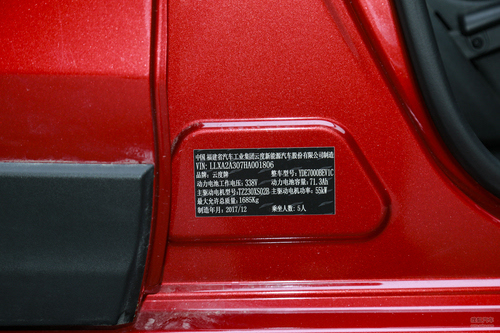 中国 福建省汽车工业集团云度新能源汽车股份有限公司制造
VIN: LLXA2A307HA001806
品牌: 云度牌 整车型号: YDE7000BEV1C
动力电池工作电压: 338V 动力电池容量: 71.3Ah
主驱动电机型号: TZ230XS02B 主驱动电机功率: 55kW
最大允许总质量: 1685Kg
制造年月: 2017/12 乘坐人数: 5人